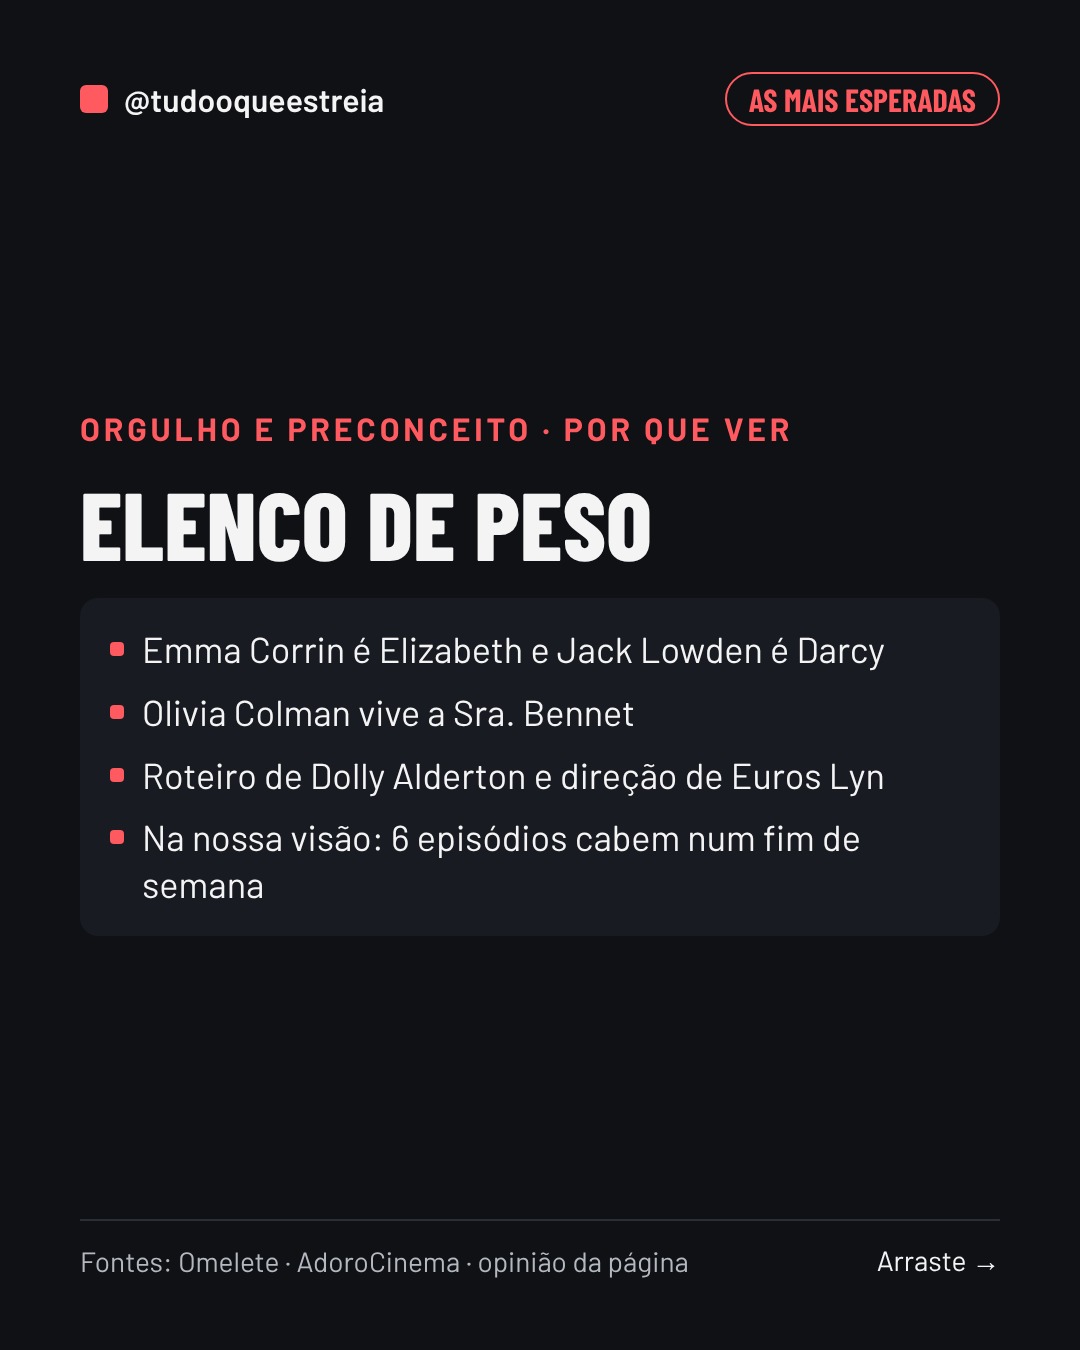 @tudooqueestreia
AS MAIS ESPERADAS
ORGULHO E PRECONCEITO · POR QUE VER
ELENCO DE PESO
Emma Corrin é Elizabeth e Jack Lowden é Darcy
Olivia Colman vive a Sra. Bennet
Roteiro de Dolly Alderton e direção de Euros Lyn
Na nossa visão: 6 episódios cabem num fim de
semana
Fontes: Omelete · AdoroCinema · opinião da página
Arraste →